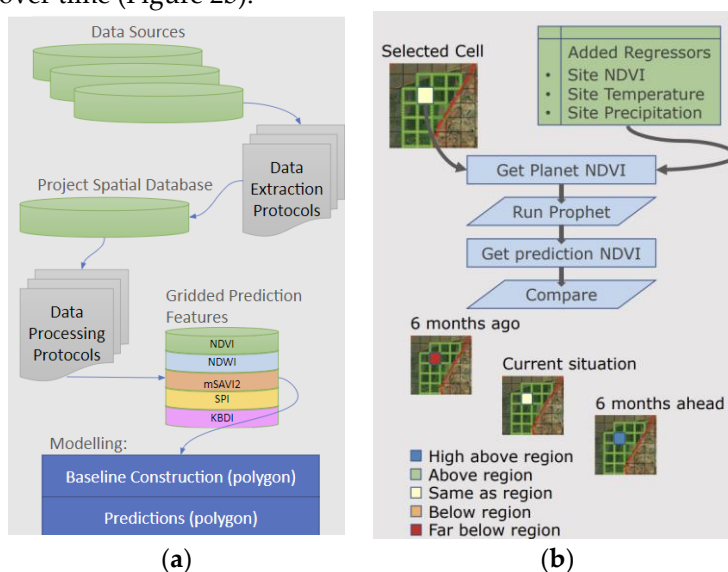 over time (Figure 2b).
Data Sources
Data
Extraction
Protocols
Project Spatial Database
Data
Processing
Protocols
Gridded Prediction
Features
NDVI
NDWI
mSAVI2
SPI
KBDI
Modelling:
Baseline Construction (polygon)
Predictions (polygon)
(a)
Selected Cell
Added Regressors
• Site NDVI
• Site Temperature
• Site Precipitation
Get Planet NDVI
Run Prophet
Get prediction NDVI
Compare
6 months ago
Current situation
6 months ahead
High above region
Above region
Same as region
Below region
Far below region
(b)